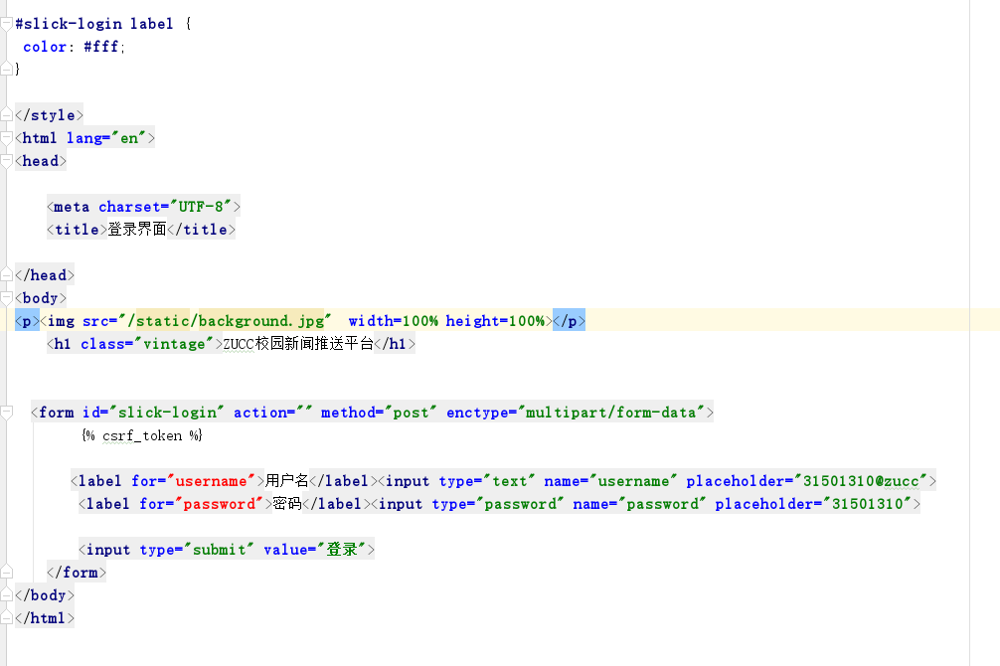 #slick-login label {
color: #fff;
}
</style>
<html lang="en">
<head>
<meta charset="UTF-8">
<title>登录界面</title>
</head>
<body>
<p><img src="/static/background.jpg" width=100% height=100%></p>
<h1 class="vintage">ZUCC校园新闻推送平台</h1>
<form id="slick-login" action="" method="post" enctype="multipart/form-data">
{% csrf_token %}
<label for="username">用户名</label><input type="text" name="username" placeholder="31501310@zucc">
<label for="password">密码</label><input type="password" name="password" placeholder="31501310">
<input type="submit" value="登录">
</form>
</body>
</html>